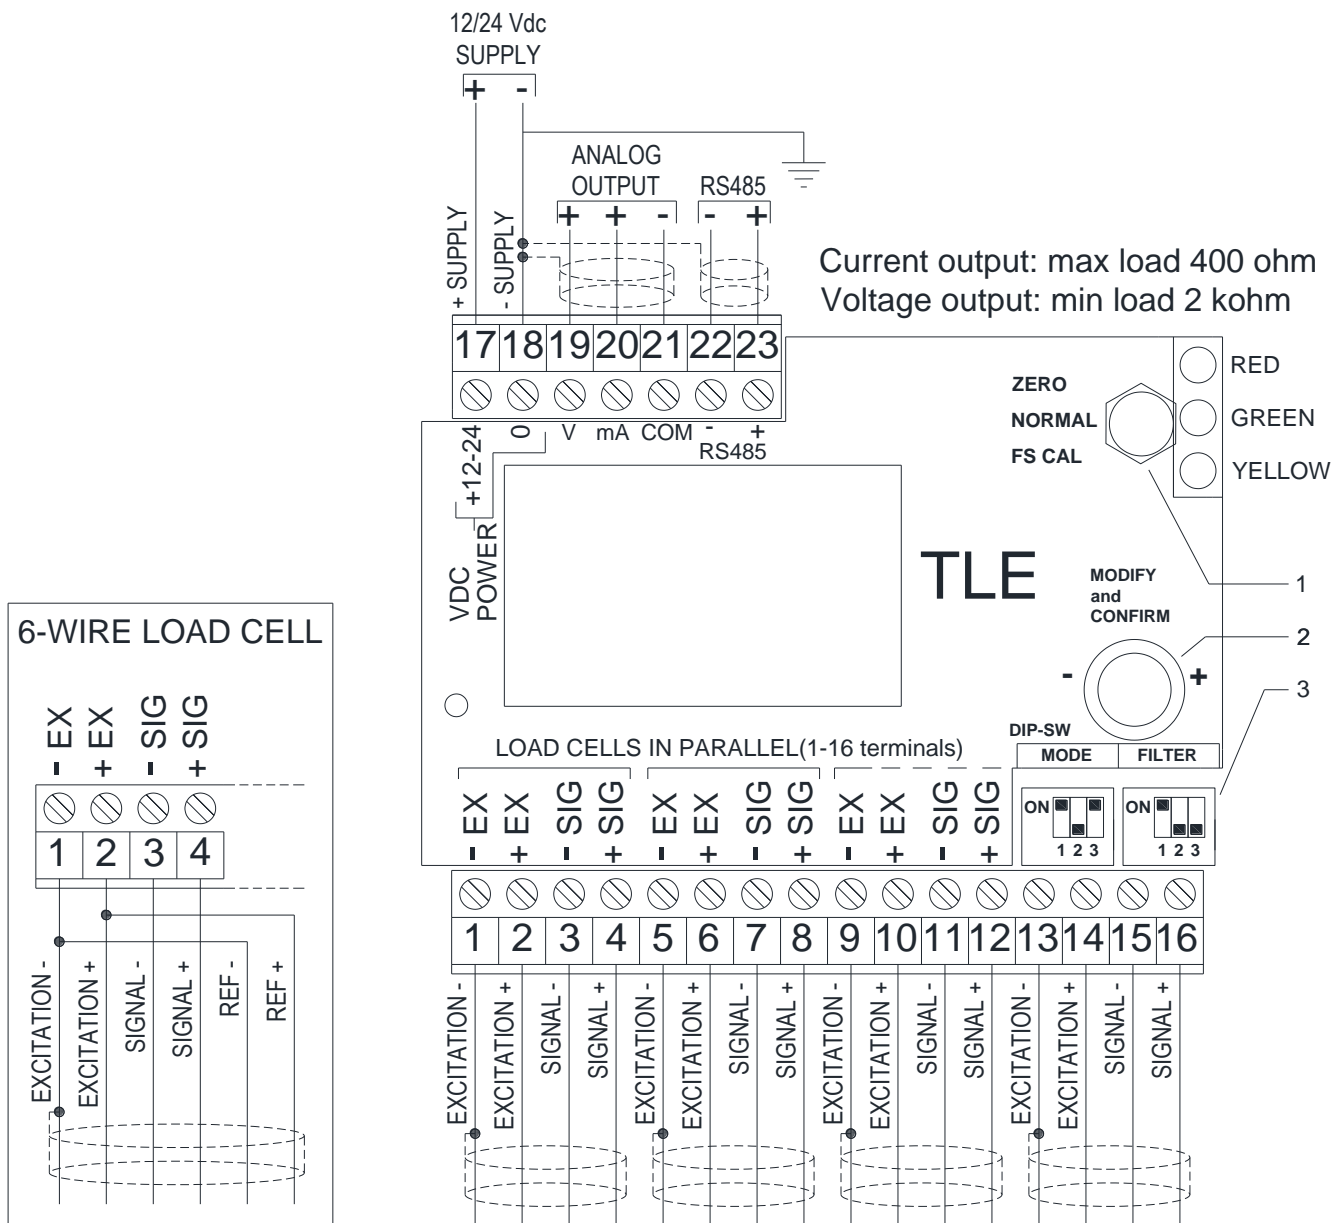 12/24 Vdc
SUPPLY
+ -
ANALOG
OUTPUT
RS485
+ + - - +
+ SUPPLY
- SUPPLY
Current output: max load 400 ohm
Voltage output: min load 2 kohm
17 18 19 20 21 22 23
+12-24 0 V mA COM - +
RS485
VDC
POWER
ZERO
NORMAL
FS CAL
RED
GREEN
YELLOW
TLE
MODIFY
and
CONFIRM
- +
1
2
3
DIP-SW
MODE FILTER
ON ON
1 2 3 1 2 3
LOAD CELLS IN PARALLEL(1-16 terminals)
- EX + EX - SIG + SIG - EX + EX - SIG + SIG - EX + EX - SIG + SIG
1 2 3 4 5 6 7 8 9 10 11 12 13 14 15 16
EXCITATION - EXCITATION + SIGNAL - SIGNAL + EXCITATION - EXCITATION + SIGNAL - SIGNAL + EXCITATION - EXCITATION + SIGNAL - SIGNAL + EXCITATION - EXCITATION + SIGNAL - SIGNAL +
6-WIRE LOAD CELL
- EX + EX - SIG + SIG
1 2 3 4
EXCITATION - EXCITATION + SIGNAL - SIGNAL + REF - REF +